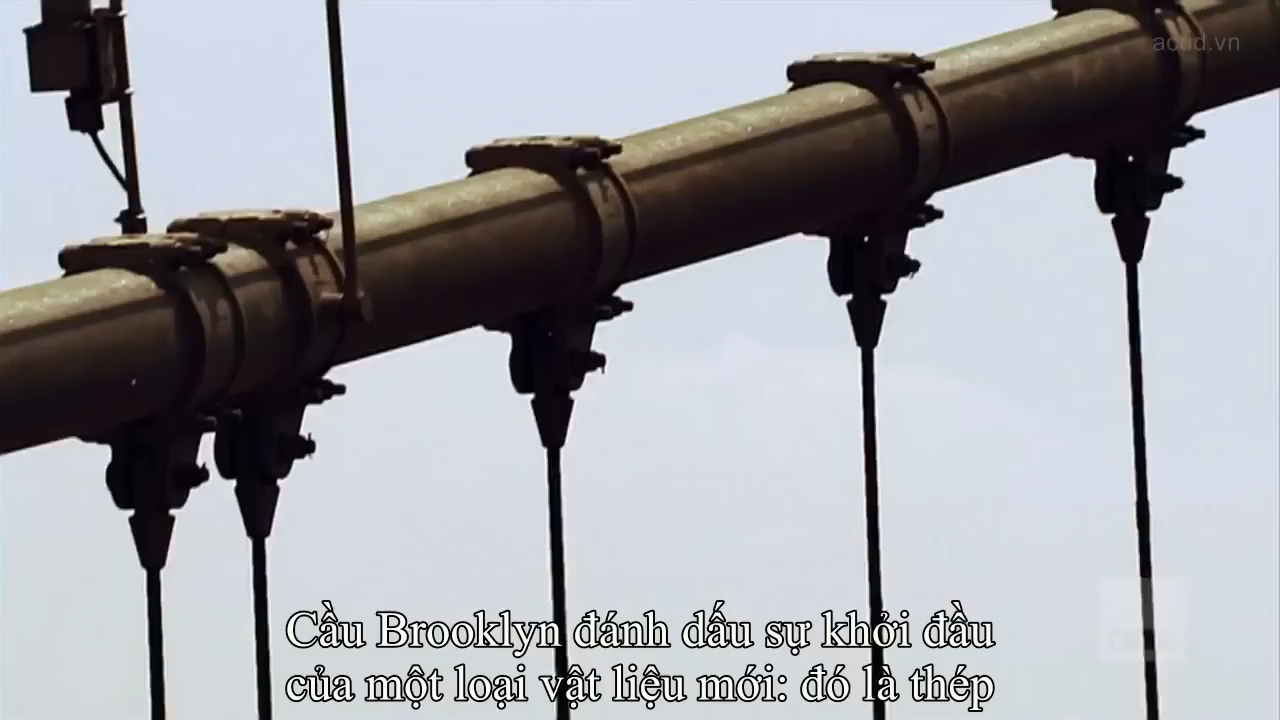 acud.vn
Cầu Brooklyn đánh dấu sự khởi đầu
của một loại vật liệu mới: đó là thép